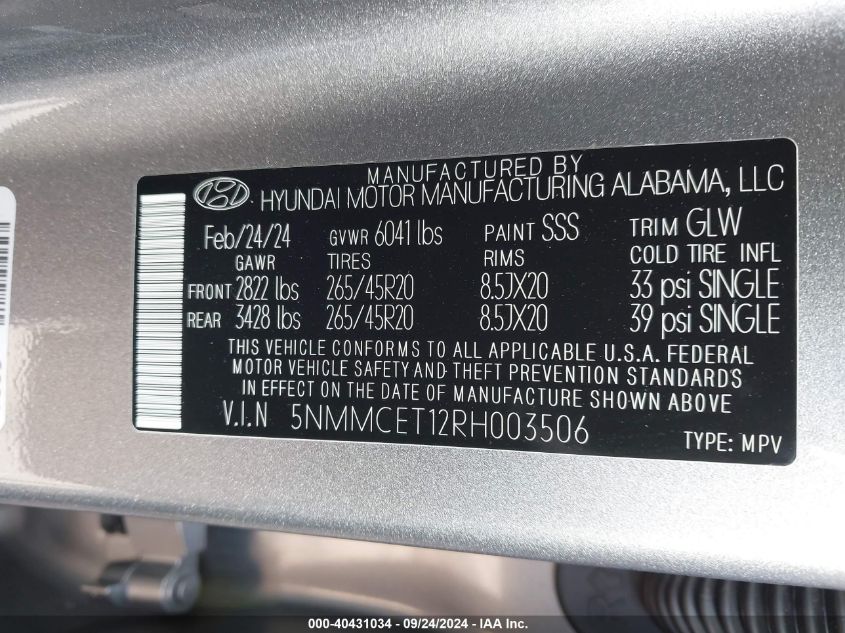 MANUFACTURED BY
HYUNDAI MOTOR MANUFACTURING ALABAMA, LLC
Feb/24/24 GVWR 6041 lbs PAINT SSS TRIM GLW
GAWR TIRES RIMS COLD TIRE INFL
FRONT 2822 lbs 265/45R20 8.5JX20 33 psi SINGLE
REAR 3428 lbs 265/45R20 8.5JX20 39 psi SINGLE
THIS VEHICLE CONFORMS TO ALL APPLICABLE U.S.A. FEDERAL
MOTOR VEHICLE SAFETY AND THEFT PREVENTION STANDARDS
IN EFFECT ON THE DATE OF MANUFACTURE SHOWN ABOVE
V.I.N 5NMMCET12RH003506
TYPE: MPV
000-40431034 - 09/24/2024 - IAA Inc.